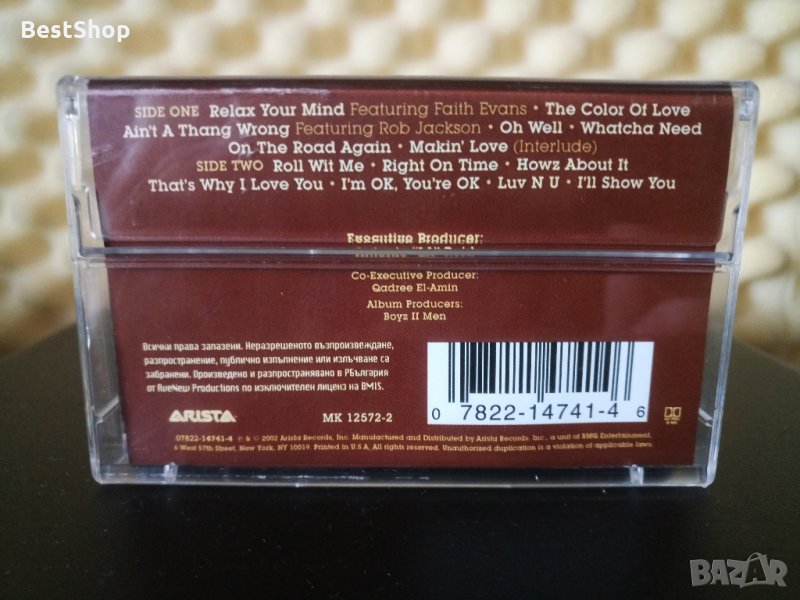 BestShop
SIDE ONE Relax Your Mind Featuring Faith Evans • The Color Of Love
Ain't A Thang Wrong Featuring Rob Jackson • Oh Well • Whatcha Need
On The Road Again • Makin' Love (Interlude)
SIDE TWO Roll Wit Me • Right On Time • Howz About It
That's Why I Love You • I'm OK, You're OK • Luv N U • I'll Show You
Executive Producer:
Co-Executive Producer:
Qadree El-Amin
Album Producers:
Boyz II Men
Всички права запазени. Неразрешеното възпроизвеждане,
разпространение, публично изпълнение или излъчване са
забранени. Произведено и разпространявано в РБългария
от AveNew Productions по изключителен лиценз на BMIS.
ARISTA
MK 12572-2
0 7822-14741-4 6
07822-14741-4 ℗ & © 2002 Arista Records, Inc. Manufactured and Distributed by Arista Records, Inc., a unit of BMG Entertainment,
6 West 57th Street, New York, NY 10019. Printed in U.S.A. All rights reserved. Unauthorized duplication is a violation of applicable laws.
BAZAR